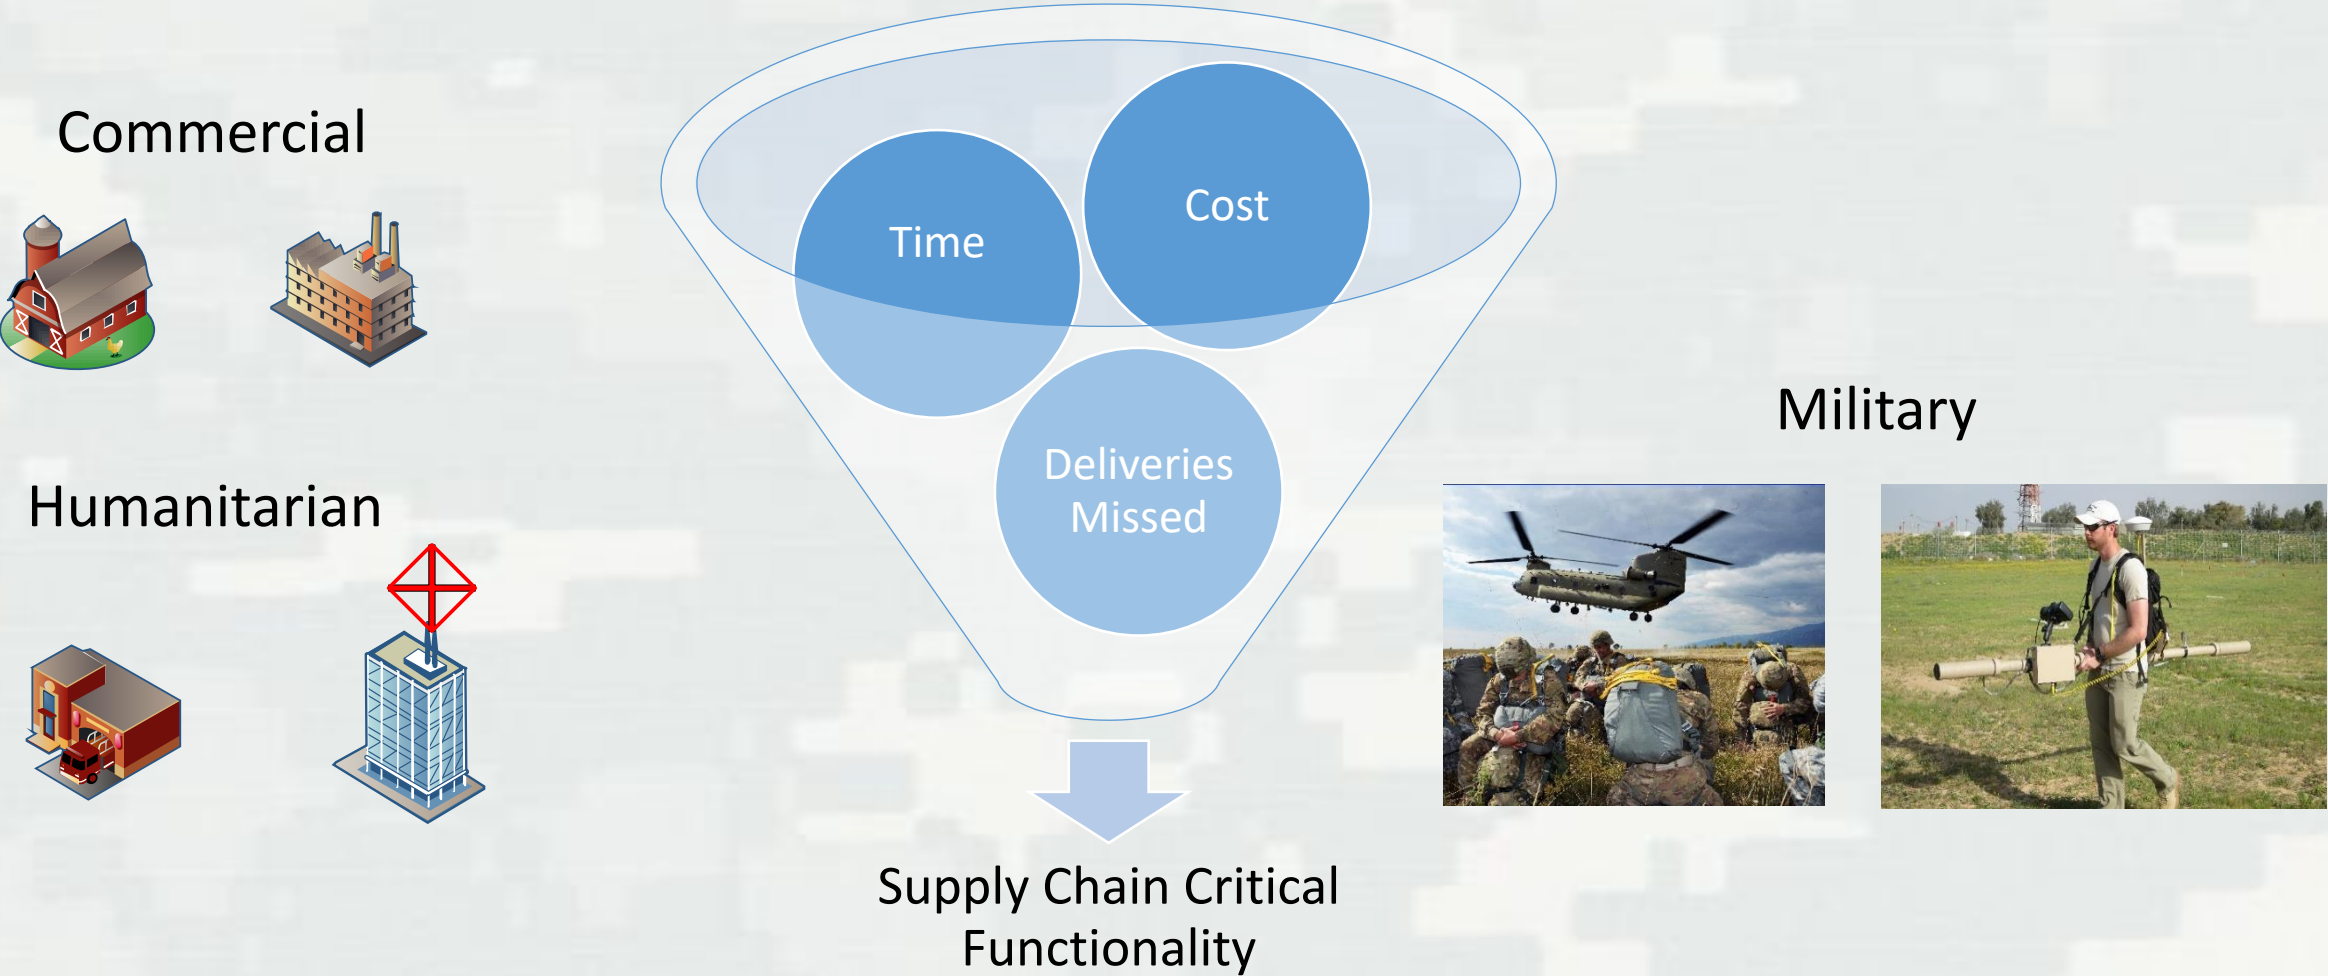 Commercial
Time
Cost
Military
Humanitarian
Deliveries
Missed
Supply Chain Critical
Functionality